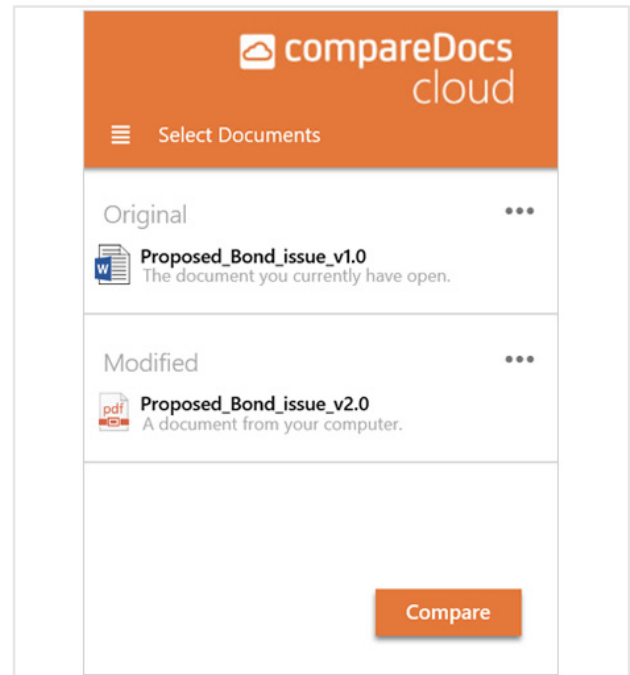 compareDocs
cloud
Select Documents
Original
Proposed_Bond_issue_v1.0
The document you currently have open.
Modified
Proposed_Bond_issue_v2.0
A document from your computer.
Compare
W
pdf